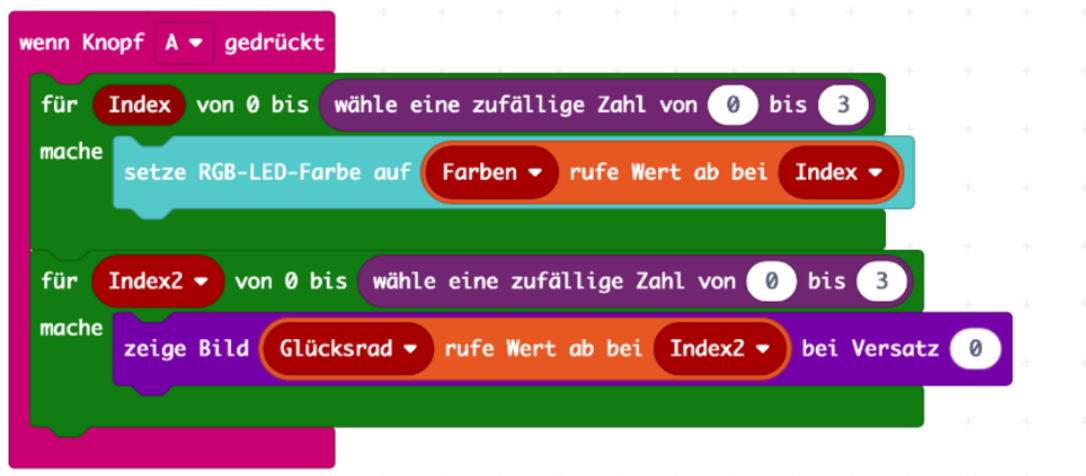 wenn Knopf A gedrückt
für Index von 0 bis wähle eine zufällige Zahl von 0 bis 3
mache
setze RGB-LED-Farbe auf Farben rufe Wert ab bei Index
für Index2 von 0 bis wähle eine zufällige Zahl von 0 bis 3
mache
zeige Bild Glücksrad rufe Wert ab bei Index2 bei Versatz 0